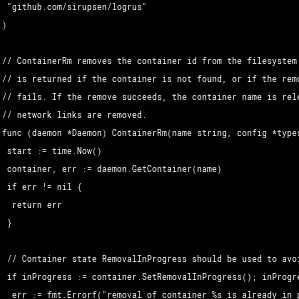 "github.com/sirupsen/logrus"
)
// ContainerRm removes the container id from the filesystem
// is returned if the container is not found, or if the remo
// fails. If the remove succeeds, the container name is rele
// network links are removed.
func (daemon *Daemon) ContainerRm(name string, config *types
start := time.Now()
container, err := daemon.GetContainer(name)
if err != nil {
return err
}
// Container state RemovalInProgress should be used to avoi
if inProgress := container.SetRemovalInProgress(); inProgre
err := fmt.Errorf("removal of container %s is already in p